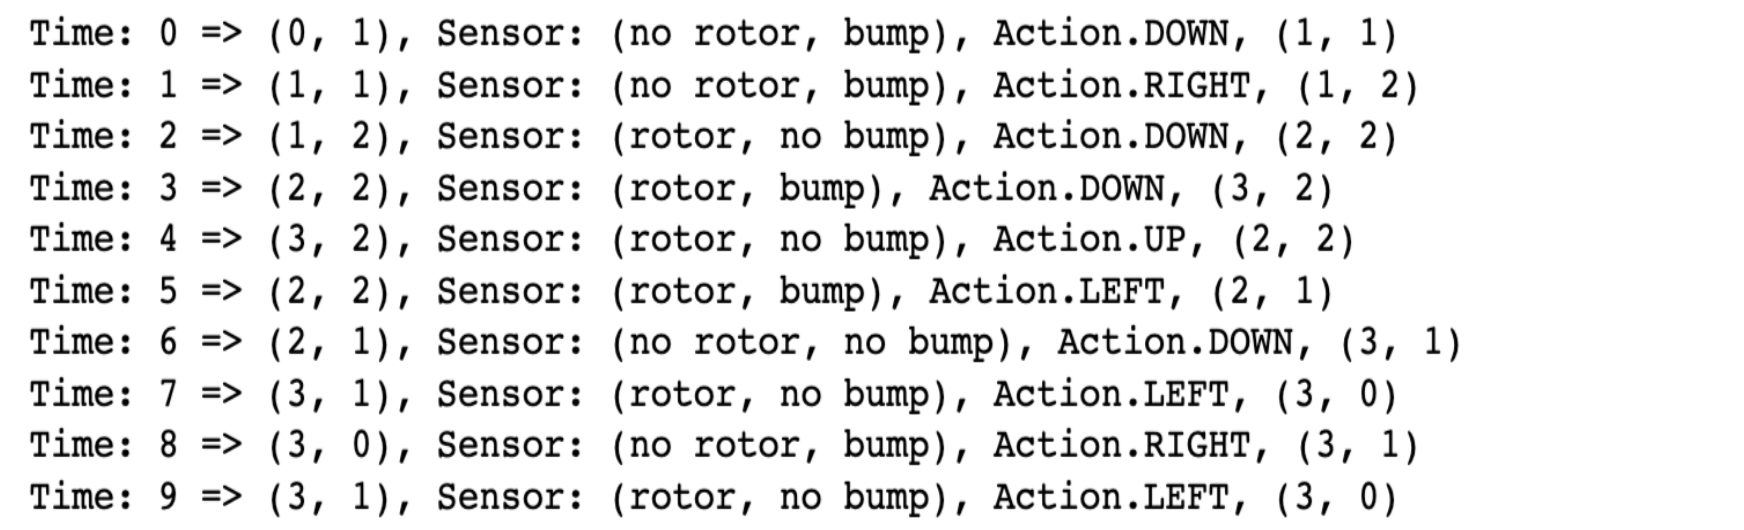 Time: 0 => (0, 1), Sensor: (no rotor, bump), Action.DOWN, (1, 1)
Time: 1 => (1, 1), Sensor: (no rotor, bump), Action.RIGHT, (1, 2)
Time: 2 => (1, 2), Sensor: (rotor, no bump), Action.DOWN, (2, 2)
Time: 3 => (2, 2), Sensor: (rotor, bump), Action.DOWN, (3, 2)
Time: 4 => (3, 2), Sensor: (rotor, no bump), Action.UP, (2, 2)
Time: 5 => (2, 2), Sensor: (rotor, bump), Action.LEFT, (2, 1)
Time: 6 => (2, 1), Sensor: (no rotor, no bump), Action.DOWN, (3, 1)
Time: 7 => (3, 1), Sensor: (rotor, no bump), Action.LEFT, (3, 0)
Time: 8 => (3, 0), Sensor: (no rotor, bump), Action.RIGHT, (3, 1)
Time: 9 => (3, 1), Sensor: (rotor, no bump), Action.LEFT, (3, 0)